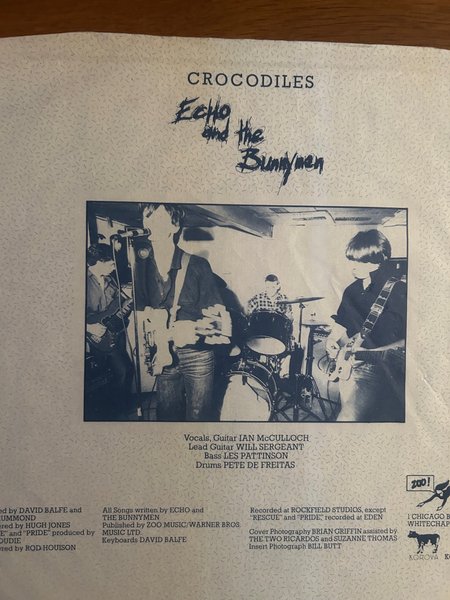 CROCODILES
Echo
and the
Bunnymen
Vocals, Guitar IAN McCULLOCH
Lead Guitar WILL SERGEANT
Bass LES PATTINSON
Drums PETE DE FREITAS
ed by DAVID BALFE and
RUMMOND
ered by HUGH JONES
E" and "PRIDE" produced by
OUDIE
ered by ROD HOUISON
All Songs written by ECHO and
THE BUNNYMEN
Published by ZOO MUSIC/WARNER BROS.
MUSIC LTD.
Keyboards DAVID BALFE
Recorded at ROCKFIELD STUDIOS, except
"RESCUE" and "PRIDE", recorded at EDEN
Cover Photography BRIAN GRIFFIN assisted by
THE TWO RICARDOS and SUZANNE THOMAS
Insert Photograph BILL BUTT
ZOO!
1 CHICAGO B
WHITECHAP
KOROVA